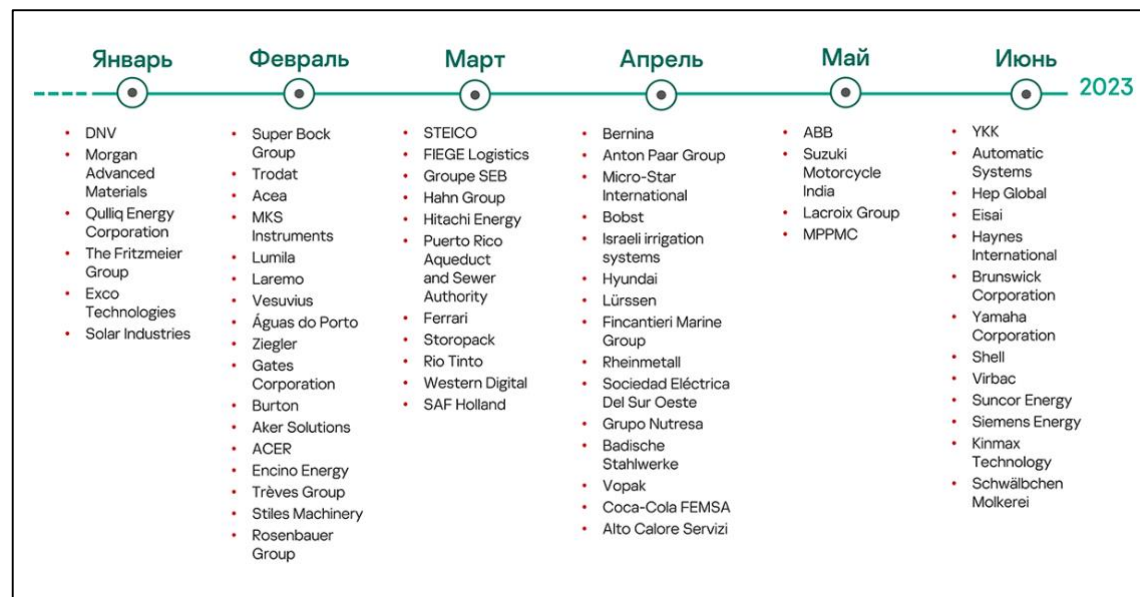 Январь
Февраль
Март
Апрель
Май
Июнь
2023
DNV
Morgan
Advanced
Materials
Qulliq Energy
Corporation
The Fritzmeier
Group
Exco
Technologies
Solar Industries
Super Bock
Group
Trodat
Acea
MKS
Instruments
Lumila
Laremo
Vesuvius
Águas do Porto
Ziegler
Gates
Corporation
Burton
Aker Solutions
ACER
Encino Energy
Trèves Group
Stiles Machinery
Rosenbauer
Group
STEICO
FIEGE Logistics
Groupe SEB
Hahn Group
Hitachi Energy
Puerto Rico
Aqueduct
and Sewer
Authority
Ferrari
Storopack
Rio Tinto
Western Digital
SAF Holland
Bernina
Anton Paar Group
Micro-Star
International
Bobst
Israeli irrigation
systems
Hyundai
Lürssen
Fincantieri Marine
Group
Rheinmetall
Sociedad Eléctrica
Del Sur Oeste
Grupo Nutresa
Badische
Stahlwerke
Vopak
Coca-Cola FEMSA
Alto Calore Servizi
ABB
Suzuki
Motorcycle
India
Lacroix Group
MPPMC
YKK
Automatic
Systems
Hep Global
Eisai
Haynes
International
Brunswick
Corporation
Yamaha
Corporation
Shell
Virbac
Suncor Energy
Siemens Energy
Kinmax
Technology
Schwälbchen
Molkerei